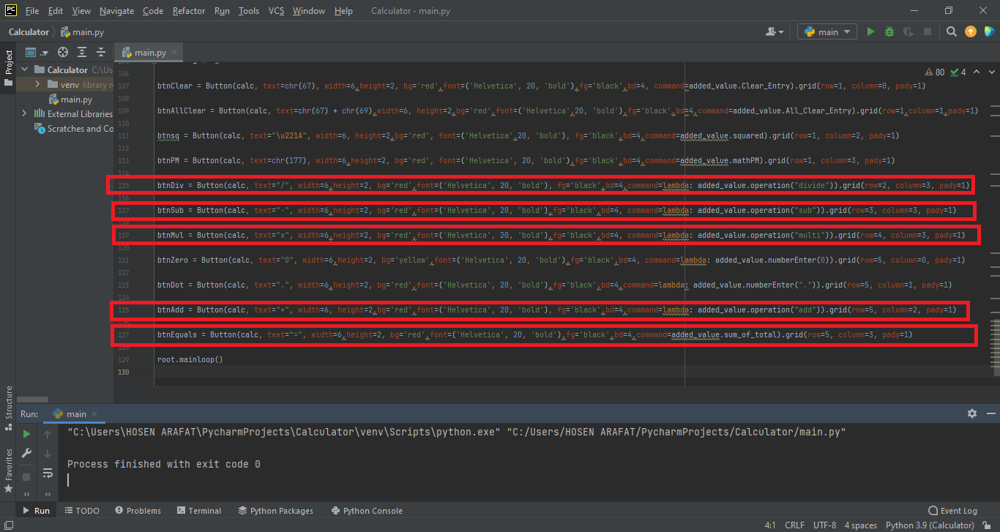 PC File Edit View Navigate Code Refactor Run Tools VCS Window Help Calculator - main.py
Calculator main.py main
Project
main.py
Calculator C:\Us
venv library r
main.py
External Libraries
Scratches and Co
80 4
106
107 btnClear = Button(calc, text=chr(67), width=6,height=2, bg='red',font=('Helvetica', 20, 'bold'),fg='black',bd=4, command=added_value.Clear_Entry).grid(row=1, column=0, pady=1)
108
109 btnAllClear = Button(calc, text=chr(67) + chr(69),width=6, height=2,bg='red',font=('Helvetica',20, 'bold'),fg='black',bd=4,command=added_value.All_Clear_Entry).grid(row=1,column=1,pady=1)
110
111 btnsq = Button(calc, text="\u221A", width=6, height=2,bg='red', font=('Helvetica',20, 'bold'), fg='black',bd=4,command=added_value.squared).grid(row=1, column=2, pady=1)
112
113 btnPM = Button(calc, text=chr(177), width=6,height=2, bg='red', font=('Helvetica', 20, 'bold',fg='black',bd=4,command=added_value.mathPM).grid(row=1, column=3, pady=1)
114
115 btnDiv = Button(calc, text="/", width=6,height=2, bg='red',font=('Helvetica', 20, 'bold'), fg='black',bd=4,command=lambda: added_value.operation("divide")).grid(row=2, column=3, pady=1)
116
117 btnSub = Button(calc, text="-", width=6,height=2, bg='red',font=('Helvetica', 20, 'bold'),fg='black',bd=4, command=lambda: added_value.operation("sub")).grid(row=3, column=3, pady=1)
118
119 btnMul = Button(calc, text="x", width=6,height=2, bg='red',font=('Helvetica', 20, 'bold'),fg='black',bd=4, command=lambda: added_value.operation("multi")).grid(row=4, column=3, pady=1)
120
121 btnZero = Button(calc, text="0", width=6,height=2, bg='yellow',font=('Helvetica', 20, 'bold'),fg='black',bd=4, command=lambda: added_value.numberEnter(0)).grid(row=5, column=0, pady=1)
122
123 btnDot = Button(calc, text=".", width=6,height=2, bg='red',font=('Helvetica', 20, 'bold'),fg='black',bd=4,command=lambda: added_value.numberEnter(".")).grid(row=5, column=1, pady=1)
124
125 btnAdd = Button(calc, text="+", width=6, height=2,bg='red',font=('Helvetica', 20, 'bold'), fg='black',bd=4,command=lambda: added_value.operation("add")).grid(row=5, column=2, pady=1)
127 btnEquals = Button(calc, text="=", width=6,height=2, bg='red',font=('Helvetica', 20, 'bold'),fg='black',bd=4,command=added_value.sum_of_total).grid(row=5, column=3, pady=1)
128
129 root.mainloop()
130
Structure
Favorites
Run: main
"C:\Users\HOSEN ARAFAT\PycharmProjects\Calculator\venv\Scripts\python.exe" "C:/Users/HOSEN ARAFAT/PycharmProjects/Calculator/main.py"
Process finished with exit code 0
Run TODO Problems Terminal Python Packages Python Console Event Log
4:1 CRLF UTF-8 4 spaces Python 3.9 (Calculator)